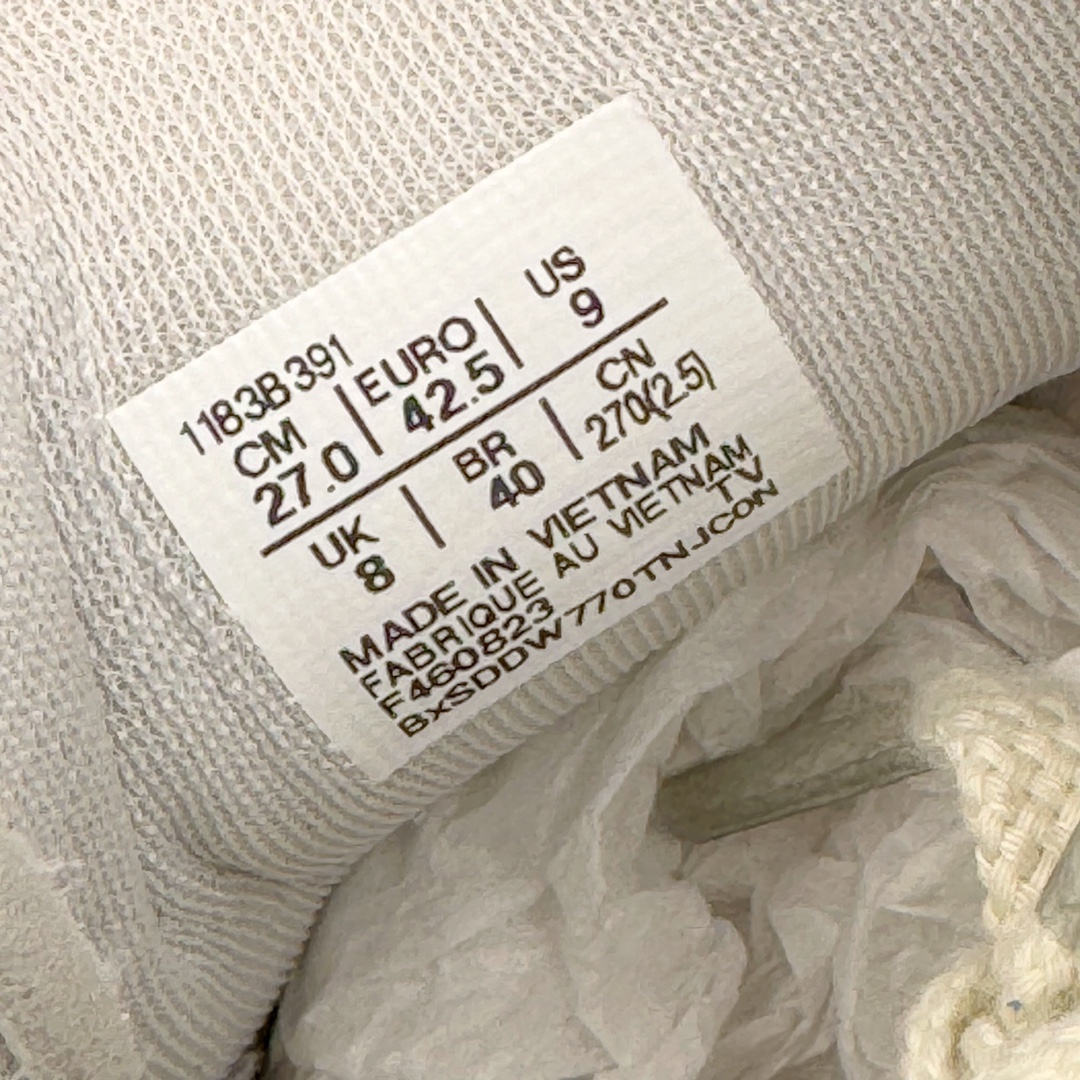 1183B391
CM EURO US
27.0 42.5 9
UK BR CN
8 40 270(2.5)
MADE IN VIETNAM
FABRIQUE AU VIETNAM
F460823 TV
BxSDDW770TNJCON